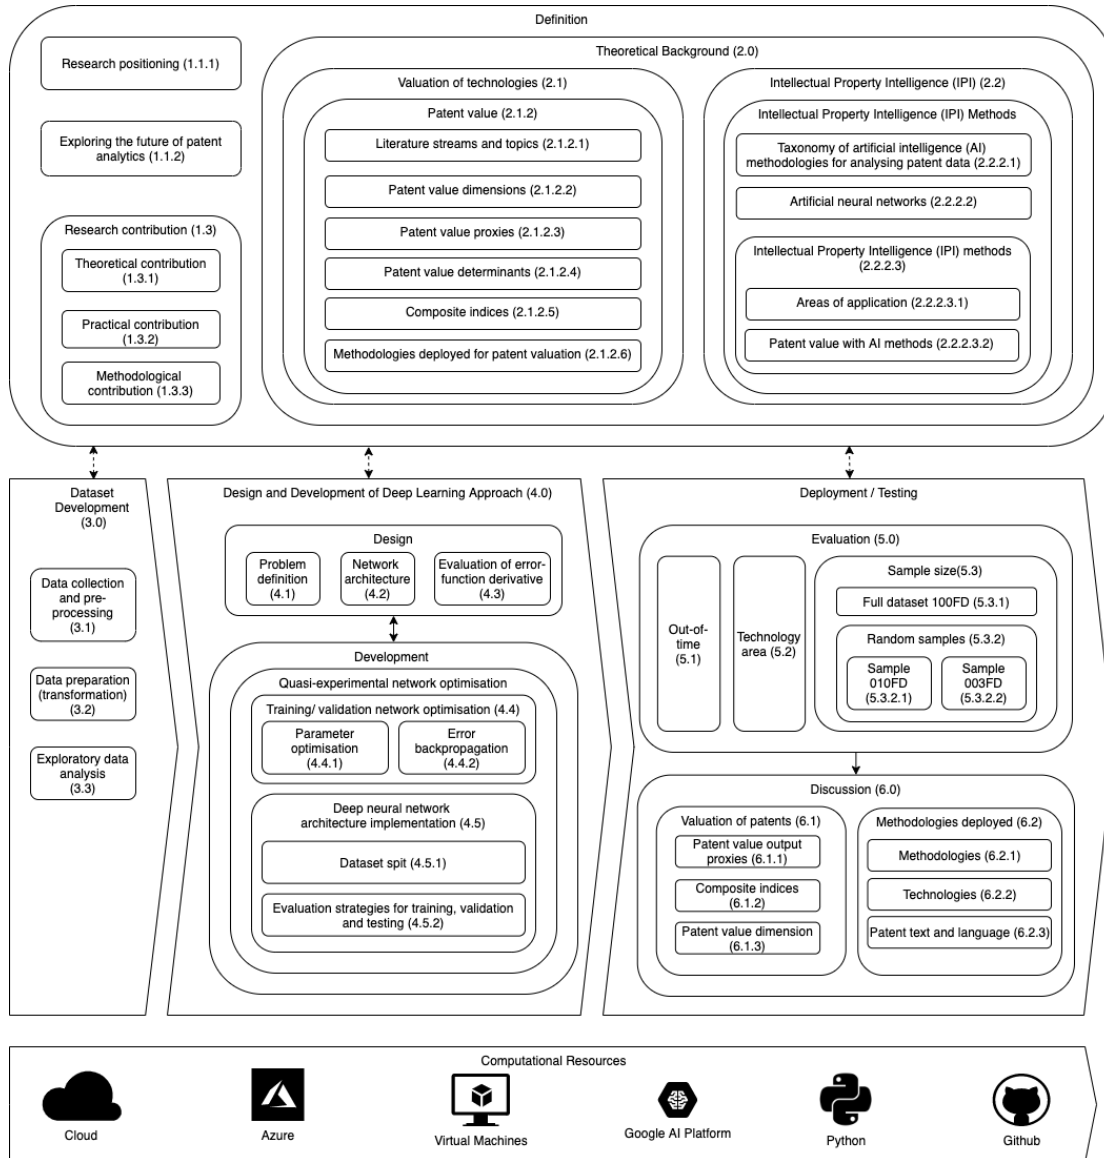 Definition
Research positioning (1.1.1)
Exploring the future of patent
analytics (1.1.2)
Research contribution (1.3)
Theoretical contribution
(1.3.1)
Practical contribution
(1.3.2)
Methodological
contribution (1.3.3)
Theoretical Background (2.0)
Valuation of technologies (2.1)
Patent value (2.1.2)
Literature streams and topics (2.1.2.1)
Patent value dimensions (2.1.2.2)
Patent value proxies (2.1.2.3)
Patent value determinants (2.1.2.4)
Composite indices (2.1.2.5)
Methodologies deployed for patent valuation (2.1.2.6)
Intellectual Property Intelligence (IPI) (2.2)
Intellectual Property Intelligence (IPI) Methods
Taxonomy of artificial intelligence (AI)
methodologies for analysing patent data (2.2.2.1)
Artificial neural networks (2.2.2.2)
Intellectual Property Intelligence (IPI) methods
(2.2.2.3)
Areas of application (2.2.2.3.1)
Patent value with AI methods (2.2.2.3.2)
Dataset
Development
(3.0)
Data collection
and pre-
processing
(3.1)
Data preparation
(transformation)
(3.2)
Exploratory data
analysis
(3.3)
Design and Development of Deep Learning Approach (4.0)
Design
Problem
definition
(4.1)
Network
architecture
(4.2)
Evaluation of error-
function derivative
(4.3)
Development
Quasi-experimental network optimisation
Training/ validation network optimisation (4.4)
Parameter
optimisation
(4.4.1)
Error
backpropagation
(4.4.2)
Deep neural network
architecture implementation (4.5)
Dataset spit (4.5.1)
Evaluation strategies for training, validation
and testing (4.5.2)
Deployment / Testing
Evaluation (5.0)
Out-of-
time
(5.1)
Technology
area (5.2)
Sample size(5.3)
Full dataset 100FD (5.3.1)
Random samples (5.3.2)
Sample
010FD
(5.3.2.1)
Sample
003FD
(5.3.2.2)
Discussion (6.0)
Valuation of patents (6.1)
Patent value output
proxies (6.1.1)
Composite indices
(6.1.2)
Patent value dimension
(6.1.3)
Methodologies deployed (6.2)
Methodologies (6.2.1)
Technologies (6.2.2)
Patent text and language (6.2.3)
Computational Resources
Cloud
Azure
Virtual Machines
Google AI Platform
Python
Github